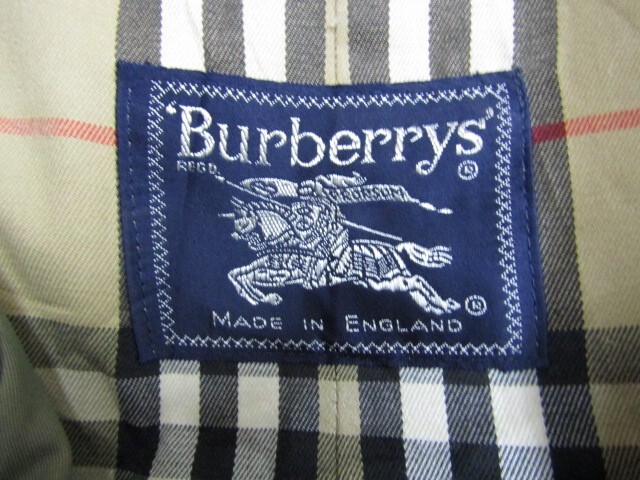 'Burberrys'
REGD ®
®
MADE IN ENGLAND